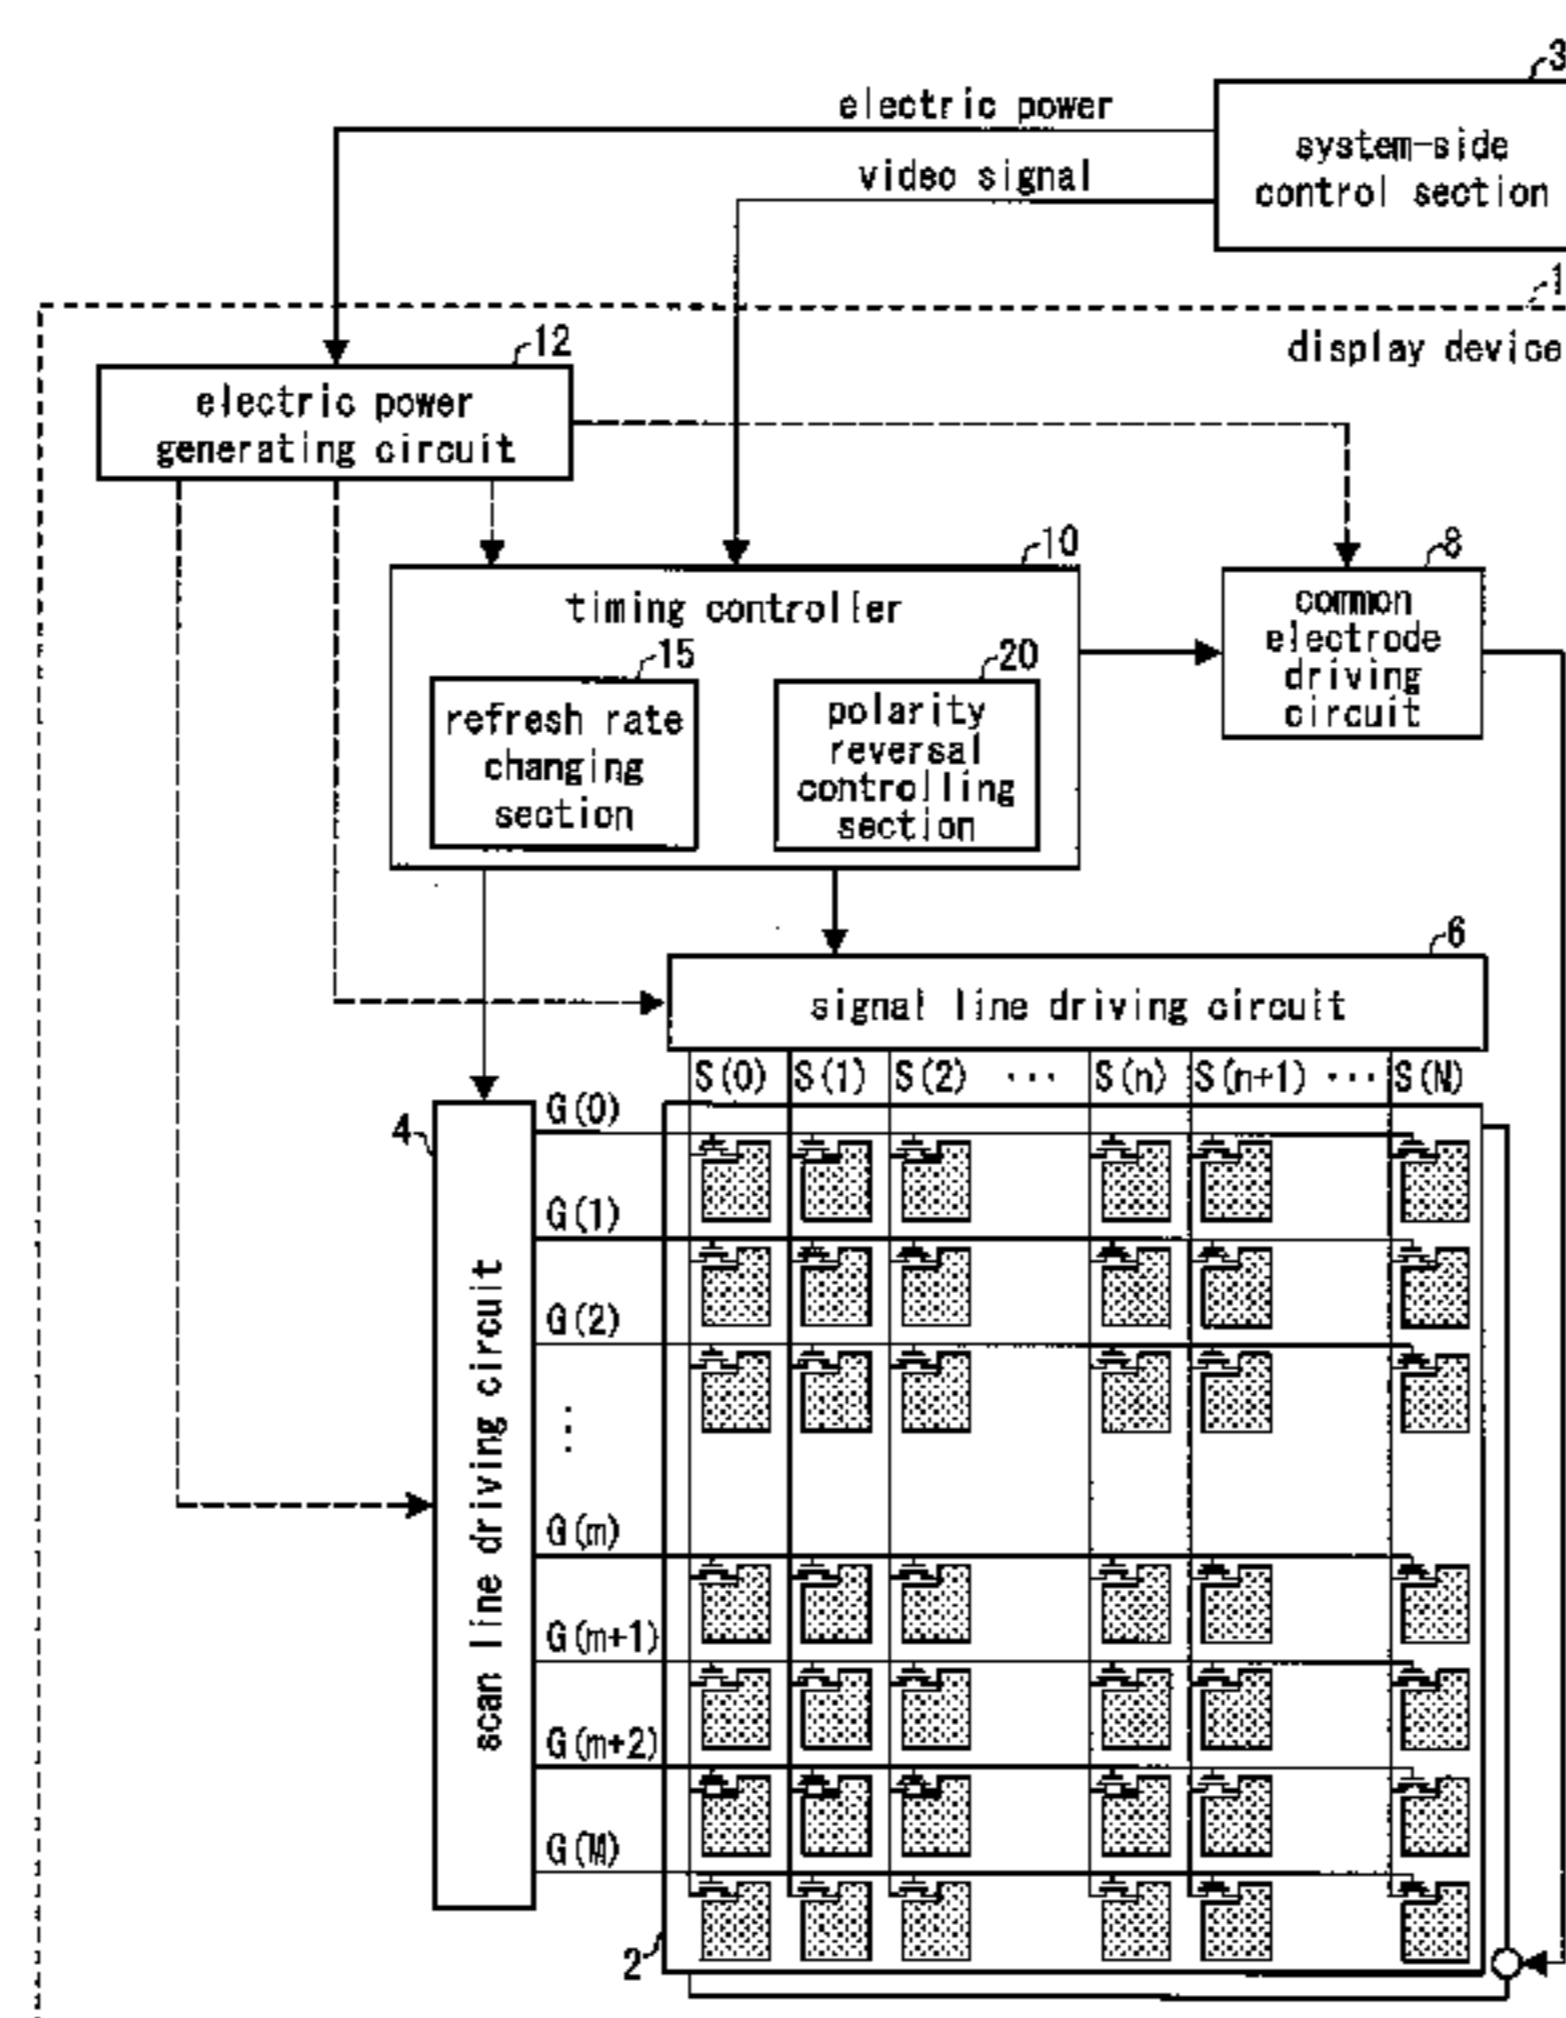 3
electric power
system-side
control section
video signal
1
display device
12
electric power
generating circuit
10
8
timing controller
common
electrode
driving
circuit
15
20
refresh rate
changing
section
polarity
reversal
controlling
section
6
signal line driving circuit
S(0) S(1) S(2) ... S(n) S(n+1) ... S(N)
4
scan line driving circuit
G(0)
G(1)
G(2)
⋮
G(m)
G(m+1)
G(m+2)
G(M)
2